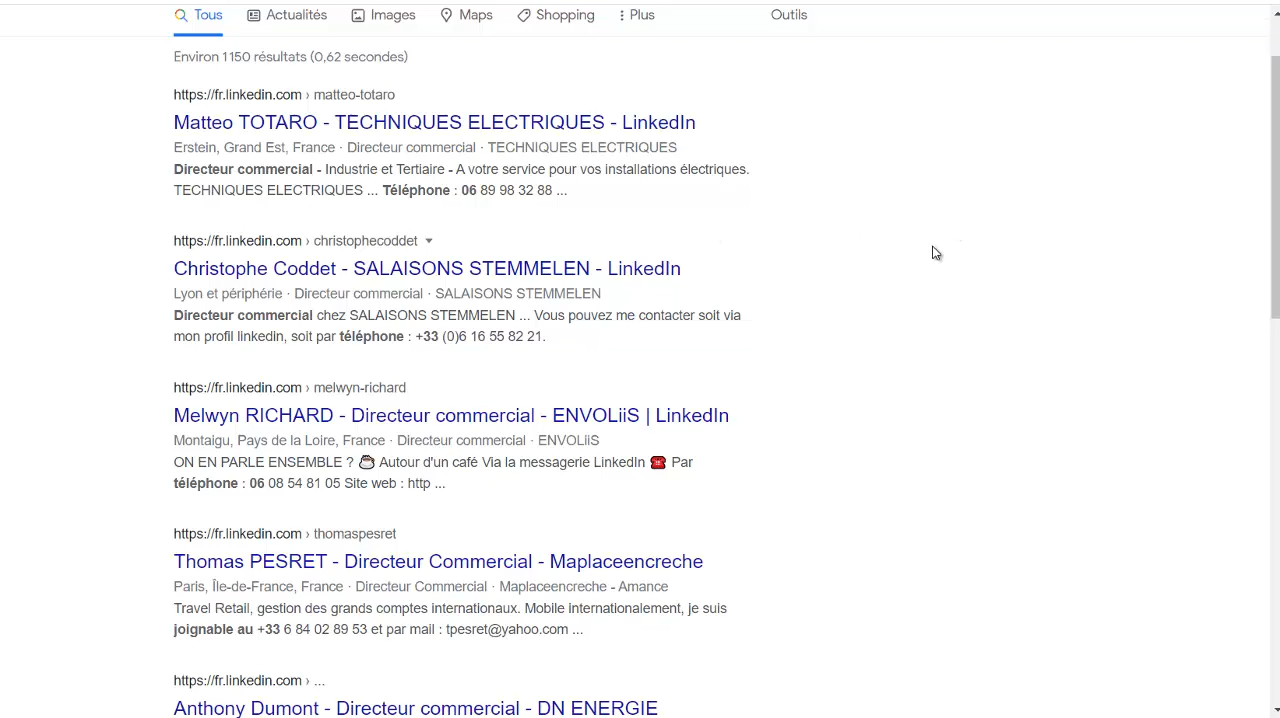 Tous Actualités Images Maps Shopping Plus Outils
Environ 1 150 résultats (0,62 secondes)
https://fr.linkedin.com › matteo-totaro
Matteo TOTARO - TECHNIQUES ELECTRIQUES - LinkedIn
Erstein, Grand Est, France · Directeur commercial · TECHNIQUES ELECTRIQUES
Directeur commercial - Industrie et Tertiaire - A votre service pour vos installations électriques.
TECHNIQUES ELECTRIQUES ... Téléphone : 06 89 98 32 88 ...
https://fr.linkedin.com › christophecoddet
Christophe Coddet - SALAISONS STEMMELEN - LinkedIn
Lyon et périphérie · Directeur commercial · SALAISONS STEMMELEN
Directeur commercial chez SALAISONS STEMMELEN ... Vous pouvez me contacter soit via
mon profil linkedin, soit par téléphone : +33 (0)6 16 55 82 21.
https://fr.linkedin.com › melwyn-richard
Melwyn RICHARD - Directeur commercial - ENVOLiiS | LinkedIn
Montaigu, Pays de la Loire, France · Directeur commercial · ENVOLiiS
ON EN PARLE ENSEMBLE ? ☕ Autour d'un café Via la messagerie LinkedIn ☎ Par
téléphone : 06 08 54 81 05 Site web : http ...
https://fr.linkedin.com › thomaspesret
Thomas PESRET - Directeur Commercial - Maplaceencreche
Paris, Île-de-France, France · Directeur Commercial · Maplaceencreche - Amance
Travel Retail, gestion des grands comptes internationaux. Mobile internationalement, je suis
joignable au +33 6 84 02 89 53 et par mail : tpesret@yahoo.com ...
https://fr.linkedin.com › ...
Anthony Dumont - Directeur commercial - DN ENERGIE